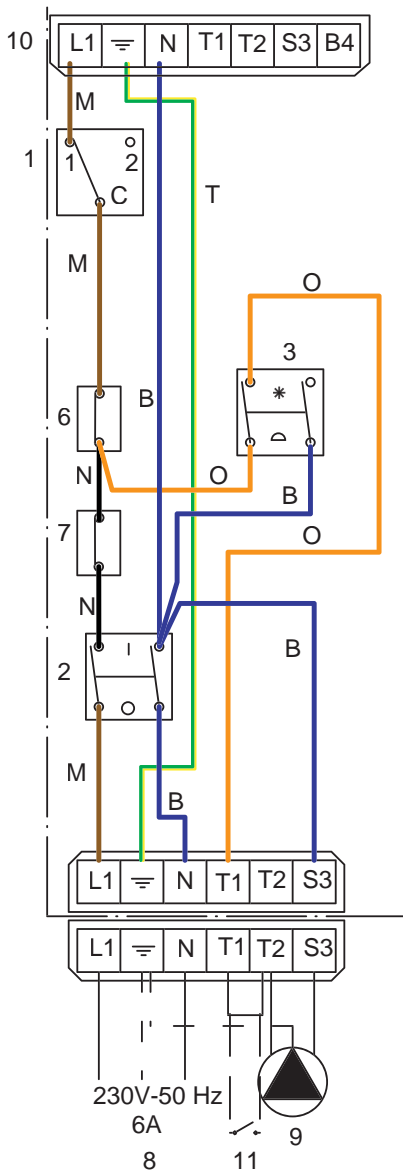 10
L1 N T1 T2 S3 B4
M
1
1 2
C
T
M
O
3
6
B
N
O
B
7
O
N
I
2
B
M
B
L1 N T1 T2 S3
L1 N T1 T2 S3
230V-50 Hz
6A
9
8
11